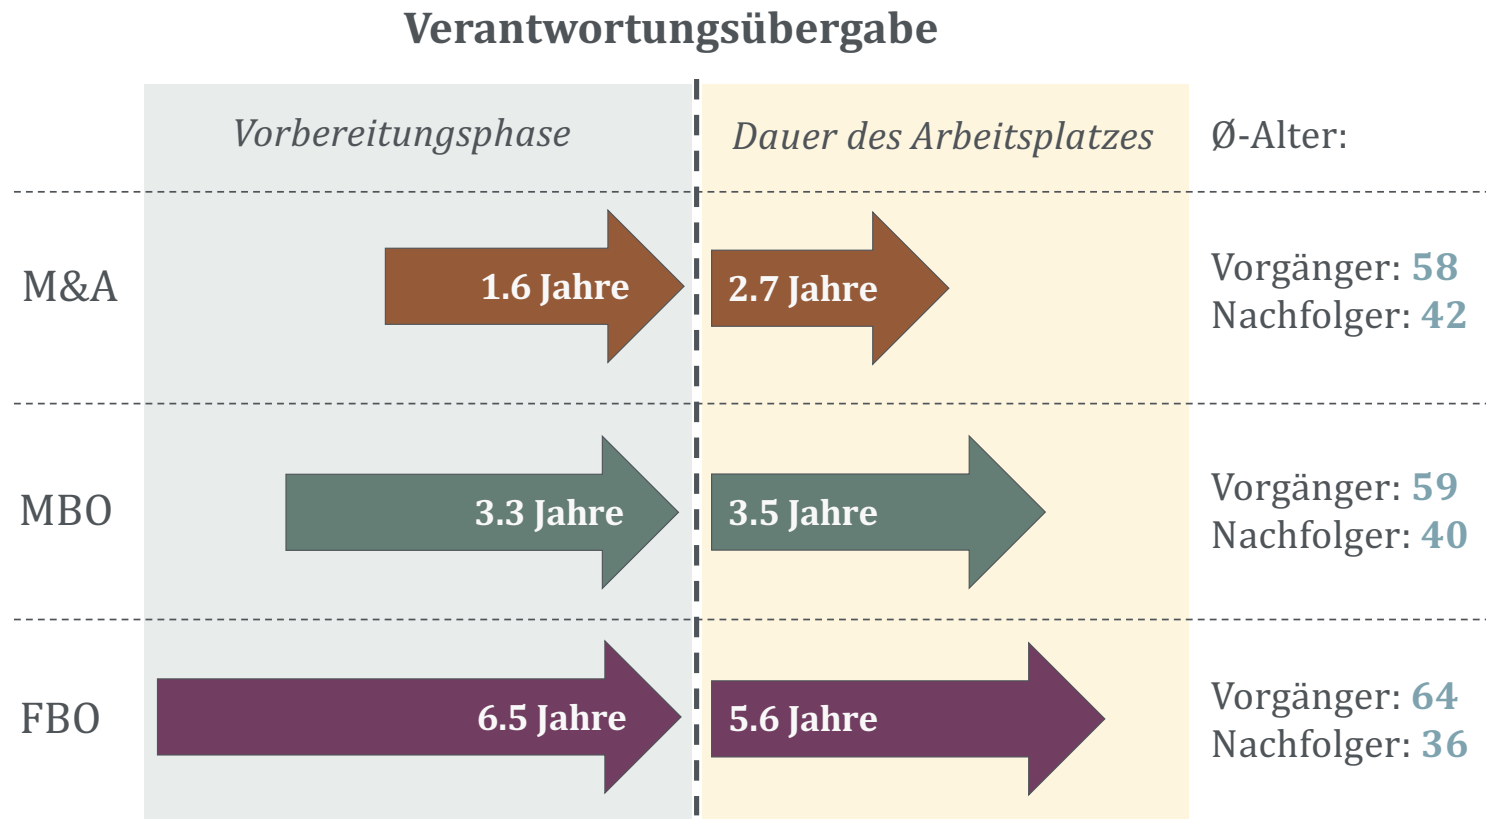 Verantwortungsübergabe
Vorbereitungsphase
Dauer des Arbeitsplatzes
Ø-Alter:
M&A
1.6 Jahre
2.7 Jahre
Vorgänger: 58
Nachfolger: 42
MBO
3.3 Jahre
3.5 Jahre
Vorgänger: 59
Nachfolger: 40
FBO
6.5 Jahre
5.6 Jahre
Vorgänger: 64
Nachfolger: 36